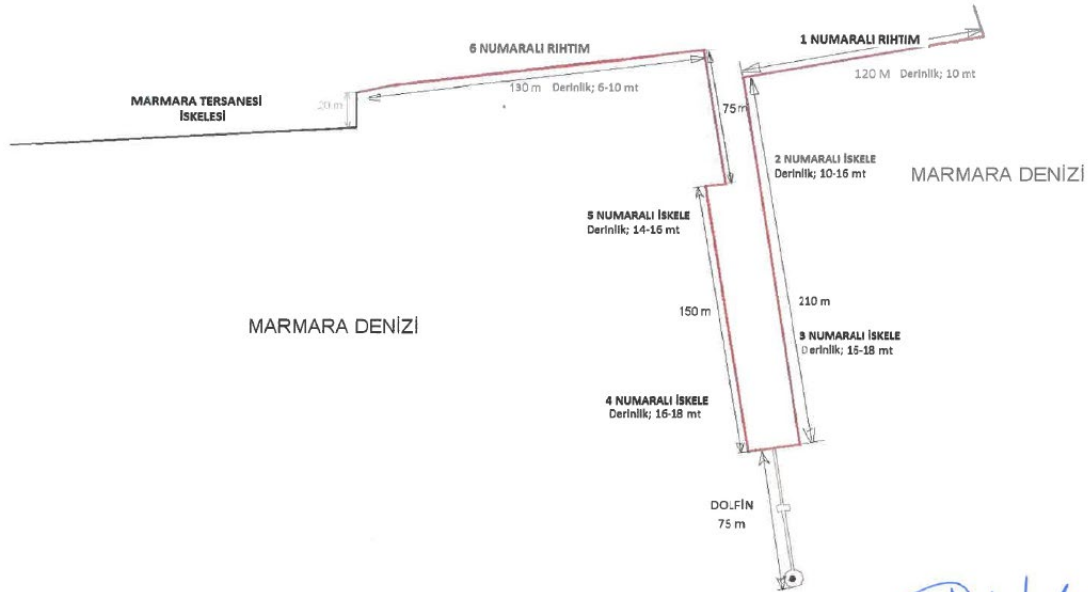 6 NUMARALI RIHTIM
1 NUMARALI RIHTIM
130 m Derinlik; 6-10 mt
120 M Derinlik; 10 mt
MARMARA TERSANESİ
İSKELESİ
20 m
75 m
2 NUMARALI İSKELE
Derinlik; 10-16 mt
MARMARA DENİZİ
5 NUMARALI İSKELE
Derinlik; 14-16 mt
MARMARA DENİZİ
150 m
210 m
3 NUMARALI İSKELE
Derinlik; 16-18 mt
4 NUMARALI İSKELE
Derinlik; 16-18 mt
DOLFİN
75 m